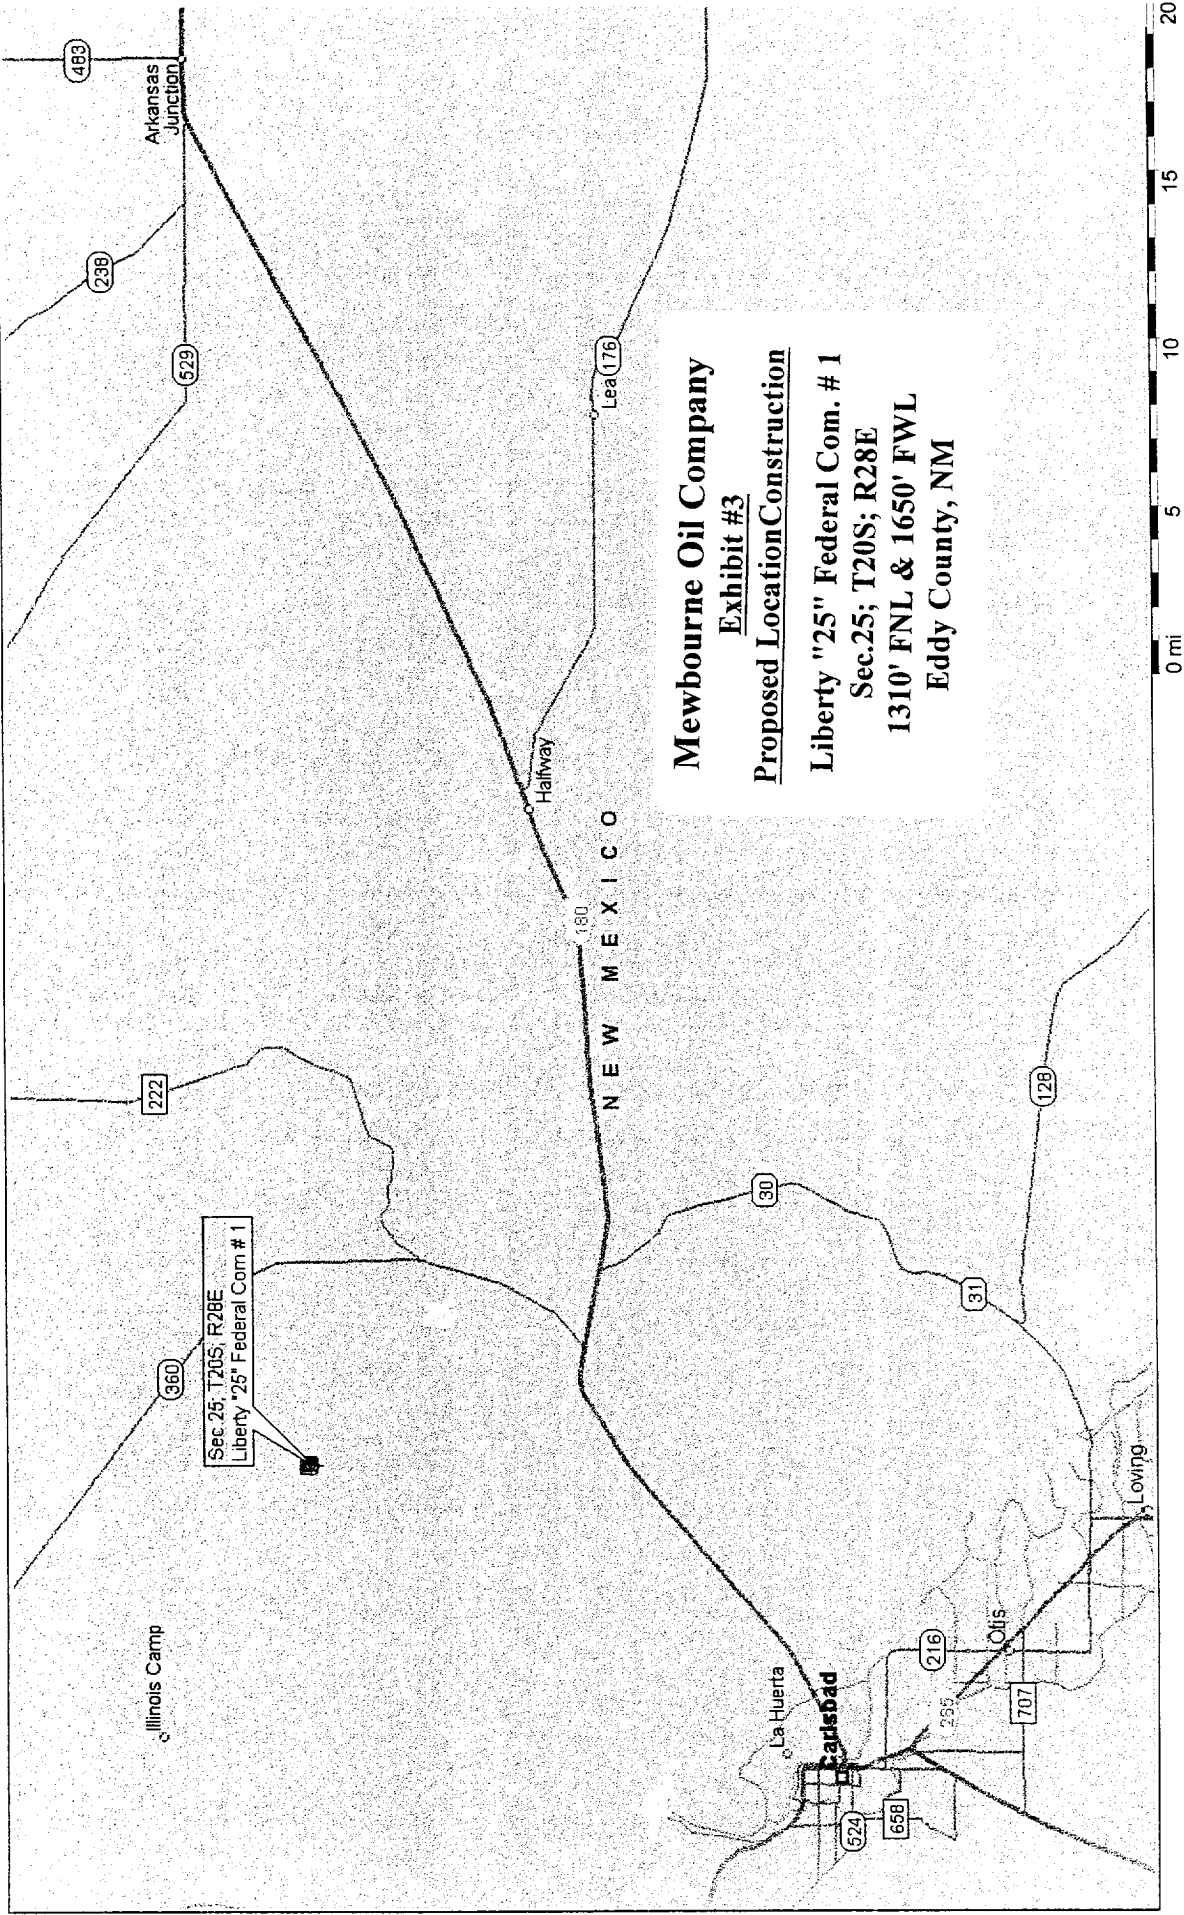 483
Arkansas
Junction
238
529
222
360
Sec.25; T20S; R28E
Liberty "25" Federal Com # 1
Illinois Camp
Halfway
Lea
176
180
NEW MEXICO
Mewbourne Oil Company
Exhibit #3
Proposed LocationConstruction
Liberty "25" Federal Com. # 1
Sec.25; T20S; R28E
1310' FNL & 1650' FWL
Eddy County, NM
30
31
128
La Huerta
Carlsbad
524
658
216
285
Otis
707
Loving
0 mi
5
10
15
20